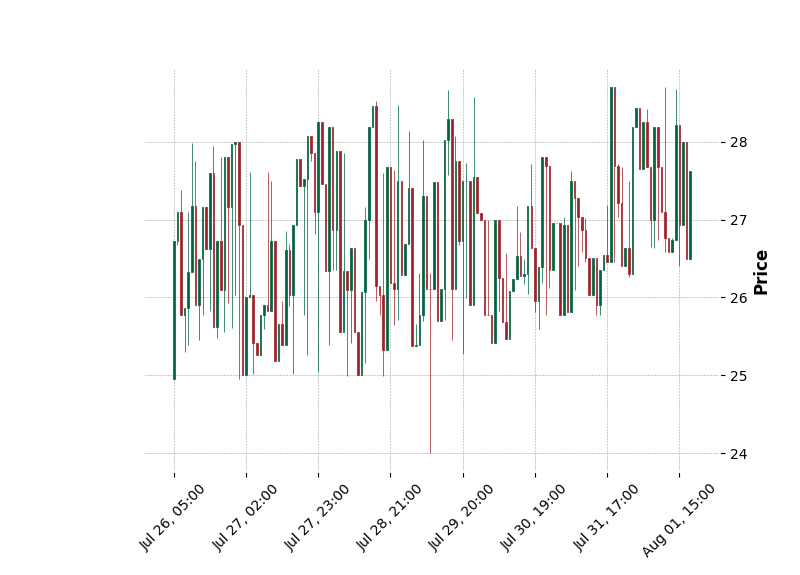 28
27
26
25
24
Price
Jul 26, 05:00
Jul 27, 02:00
Jul 27, 23:00
Jul 28, 21:00
Jul 29, 20:00
Jul 30, 19:00
Jul 31, 17:00
Aug 01, 15:00